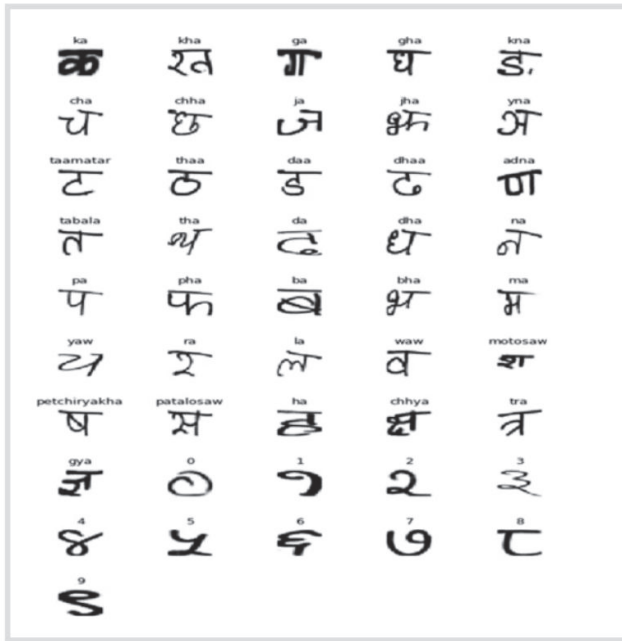 ka kha ga gha kna
क ख ग घ ङ
cha chha ja jha yna
च छ ज झ ञ
taamatar thaa daa dhaa adna
ट ठ ड ढ ण
tabala tha da dha na
त थ द ध न
pa pha ba bha ma
प फ ब भ म
yaw ra la waw motosaw
य र ल व श
petchiryakha patalosaw ha chhya tra
ष स ह क्ष त्र
gya 0 1 2 3
ज्ञ ० १ २ ३
4 5 6 7 8
४ ५ ६ ७ ८
9
९